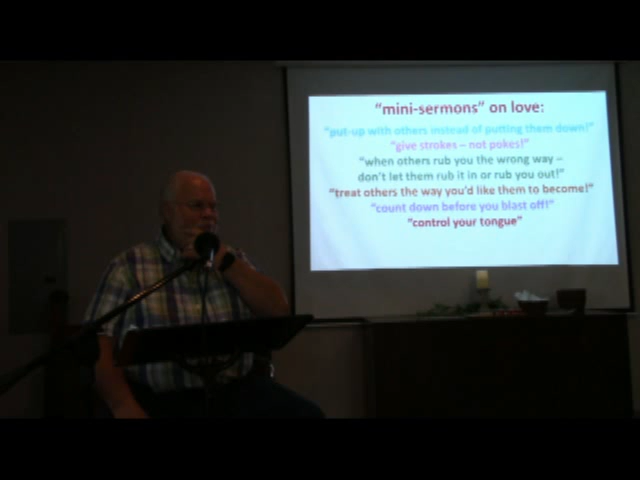 “mini-sermons” on love:
“put-up with others instead of putting them down!”
“give strokes – not pokes!”
“when others rub you the wrong way –
don’t let them rub it in or rub you out!”
“treat others the way you’d like them to become!”
“count down before you blast off!”
“control your tongue”